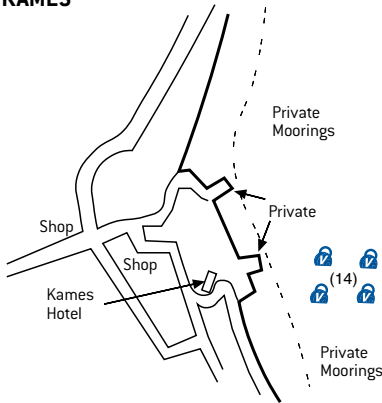 KAMES
Private
Moorings
Private
Shop
Shop
Kames
Hotel
V V
(14)
V V
Private
Moorings